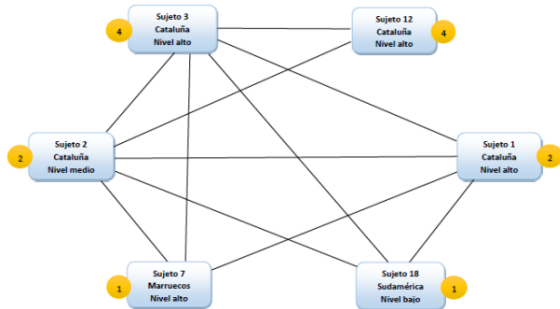 Sujeto 3
Cataluña
Nivel alto
4
Sujeto 12
Cataluña
Nivel alto
4
Sujeto 2
Cataluña
Nivel medio
2
Sujeto 1
Cataluña
Nivel alto
2
Sujeto 7
Marruecos
Nivel alto
1
Sujeto 18
Sudamérica
Nivel bajo
1